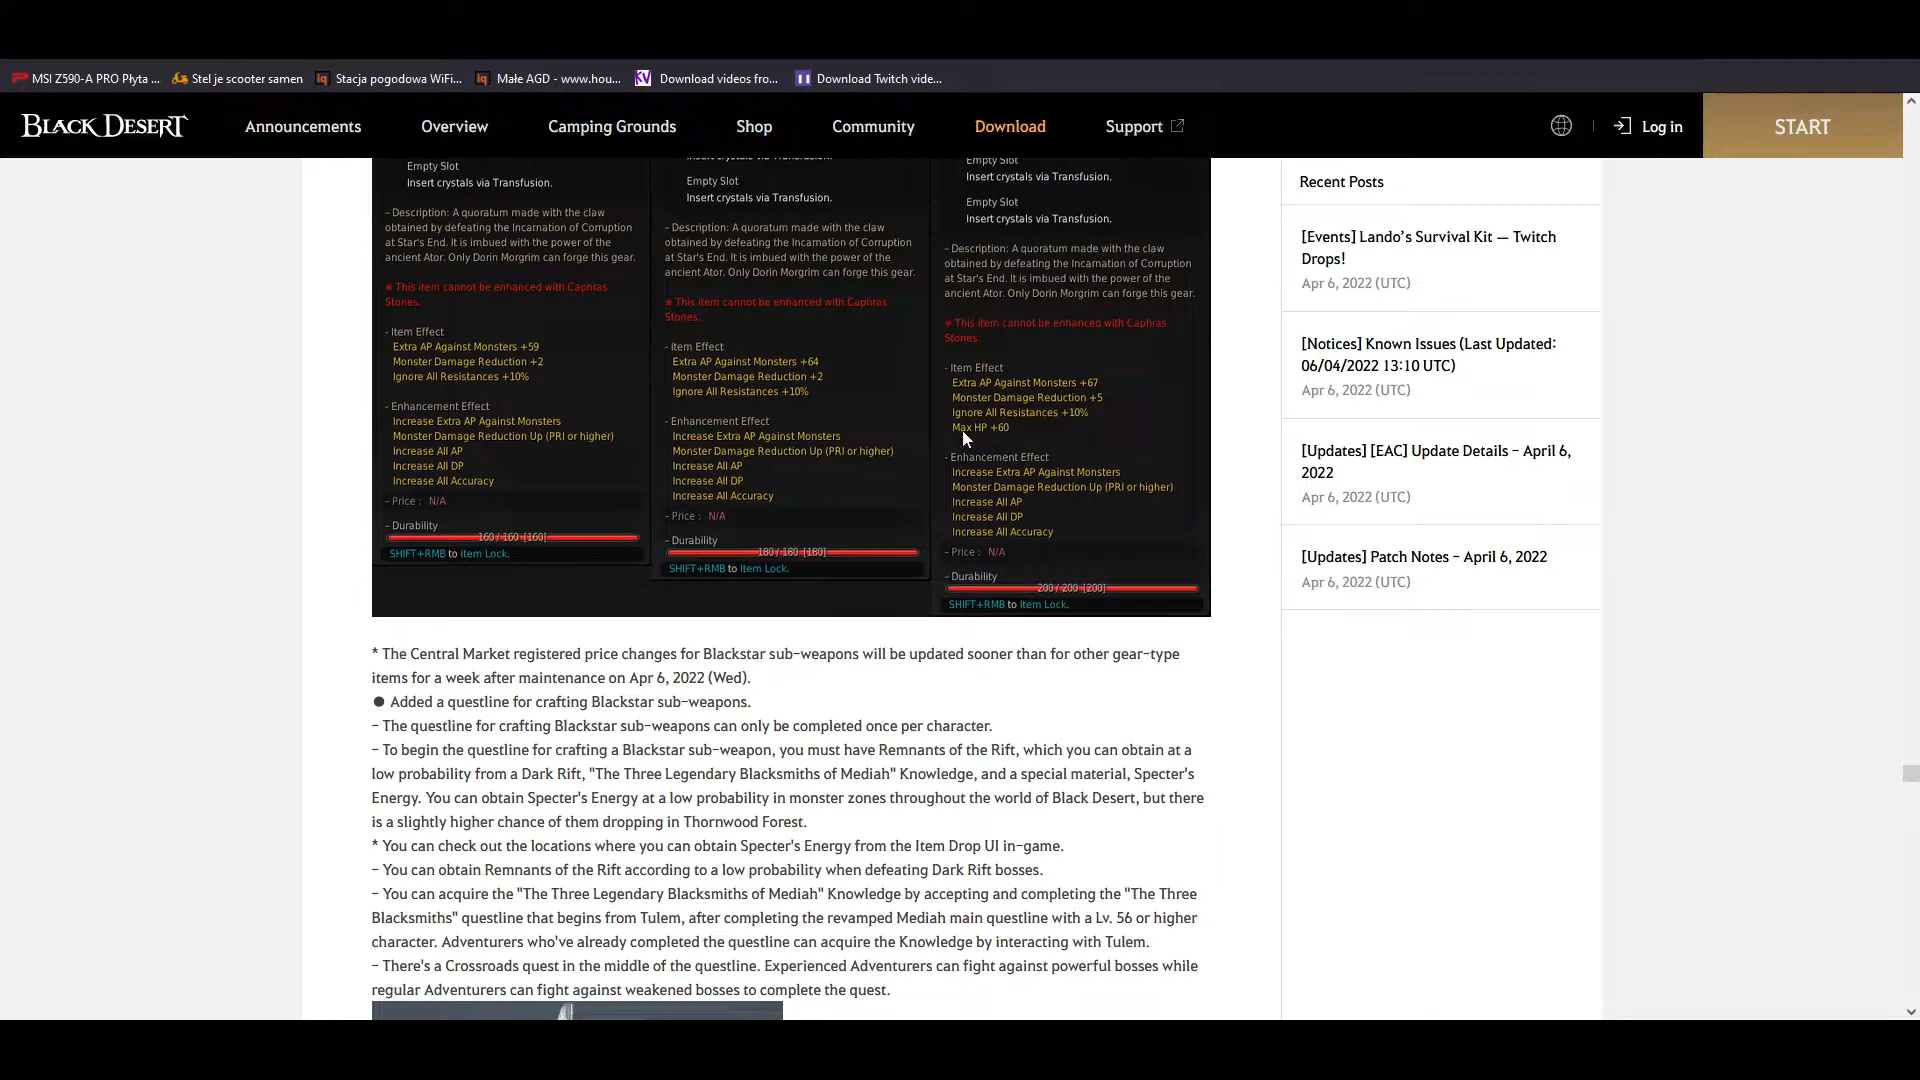 MSI Z590-A PRO Płyta ...
Stel je scooter samen
Stacja pogodowa WiFi...
Małe AGD - www.hou...
Download videos fro...
Download Twitch vide...
BLACK DESERT
Announcements
Overview
Camping Grounds
Shop
Community
Download
Support
Log in
START
Empty Slot
Insert crystals via Transfusion.
- Description: A quoratum made with the claw
obtained by defeating the Incarnation of Corruption
at Star's End. It is imbued with the power of the
ancient Ator. Only Dorin Morgrim can forge this gear.
※ This item cannot be enhanced with Caphras
Stones.
- Item Effect
Extra AP Against Monsters +59
Monster Damage Reduction +2
Ignore All Resistances +10%
- Enhancement Effect
Increase Extra AP Against Monsters
Monster Damage Reduction Up (PRI or higher)
Increase All AP
Increase All DP
Increase All Accuracy
- Price : N/A
- Durability
160 / 160 [160]
SHIFT+RMB to Item Lock.
Insert crystals via Transfusion.
Empty Slot
Insert crystals via Transfusion.
- Description: A quoratum made with the claw
obtained by defeating the Incarnation of Corruption
at Star's End. It is imbued with the power of the
ancient Ator. Only Dorin Morgrim can forge this gear.
※ This item cannot be enhanced with Caphras
Stones.
- Item Effect
Extra AP Against Monsters +64
Monster Damage Reduction +2
Ignore All Resistances +10%
- Enhancement Effect
Increase Extra AP Against Monsters
Monster Damage Reduction Up (PRI or higher)
Increase All AP
Increase All DP
Increase All Accuracy
- Price : N/A
- Durability
180 / 180 [180]
SHIFT+RMB to Item Lock.
Empty Slot
Insert crystals via Transfusion.
Empty Slot
Insert crystals via Transfusion.
- Description: A quoratum made with the claw
obtained by defeating the Incarnation of Corruption
at Star's End. It is imbued with the power of the
ancient Ator. Only Dorin Morgrim can forge this gear.
※ This item cannot be enhanced with Caphras
Stones.
- Item Effect
Extra AP Against Monsters +67
Monster Damage Reduction +5
Ignore All Resistances +10%
Max HP +60
- Enhancement Effect
Increase Extra AP Against Monsters
Monster Damage Reduction Up (PRI or higher)
Increase All AP
Increase All DP
Increase All Accuracy
- Price : N/A
- Durability
200 / 200 [200]
SHIFT+RMB to Item Lock.
* The Central Market registered price changes for Blackstar sub-weapons will be updated sooner than for other gear-type
items for a week after maintenance on Apr 6, 2022 (Wed).
● Added a questline for crafting Blackstar sub-weapons.
- The questline for crafting Blackstar sub-weapons can only be completed once per character.
- To begin the questline for crafting a Blackstar sub-weapon, you must have Remnants of the Rift, which you can obtain at a
low probability from a Dark Rift, "The Three Legendary Blacksmiths of Mediah" Knowledge, and a special material, Specter's
Energy. You can obtain Specter's Energy at a low probability in monster zones throughout the world of Black Desert, but there
is a slightly higher chance of them dropping in Thornwood Forest.
* You can check out the locations where you can obtain Specter's Energy from the Item Drop UI in-game.
- You can obtain Remnants of the Rift according to a low probability when defeating Dark Rift bosses.
- You can acquire the "The Three Legendary Blacksmiths of Mediah" Knowledge by accepting and completing the "The Three
Blacksmiths" questline that begins from Tulem, after completing the revamped Mediah main questline with a Lv. 56 or higher
character. Adventurers who've already completed the questline can acquire the Knowledge by interacting with Tulem.
- There's a Crossroads quest in the middle of the questline. Experienced Adventurers can fight against powerful bosses while
regular Adventurers can fight against weakened bosses to complete the quest.
Recent Posts
[Events] Lando's Survival Kit — Twitch
Drops!
Apr 6, 2022 (UTC)
[Notices] Known Issues (Last Updated:
06/04/2022 13:10 UTC)
Apr 6, 2022 (UTC)
[Updates] [EAC] Update Details - April 6,
2022
Apr 6, 2022 (UTC)
[Updates] Patch Notes - April 6, 2022
Apr 6, 2022 (UTC)